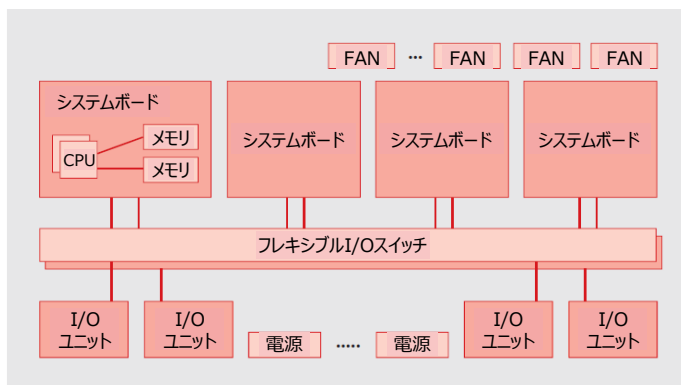 FAN ... FAN FAN FAN
システムボード
CPU
メモリ
メモリ
システムボード
システムボード
システムボード
フレキシブルI/Oスイッチ
I/O
ユニット
I/O
ユニット
電源 ..... 電源
I/O
ユニット
I/O
ユニット